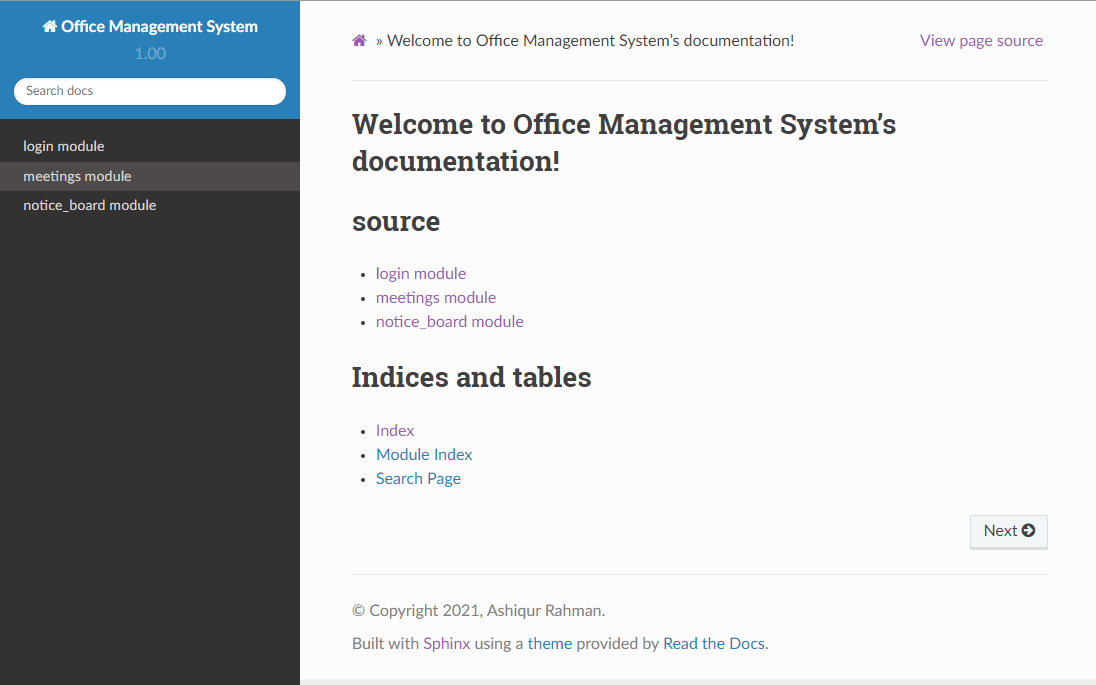 Office Management System
1.00
Search docs
login module
meetings module
notice_board module
» Welcome to Office Management System’s documentation!
View page source
Welcome to Office Management System’s
documentation!
source
login module
meetings module
notice_board module
Indices and tables
Index
Module Index
Search Page
Next
© Copyright 2021, Ashiqur Rahman.
Built with Sphinx using a theme provided by Read the Docs.